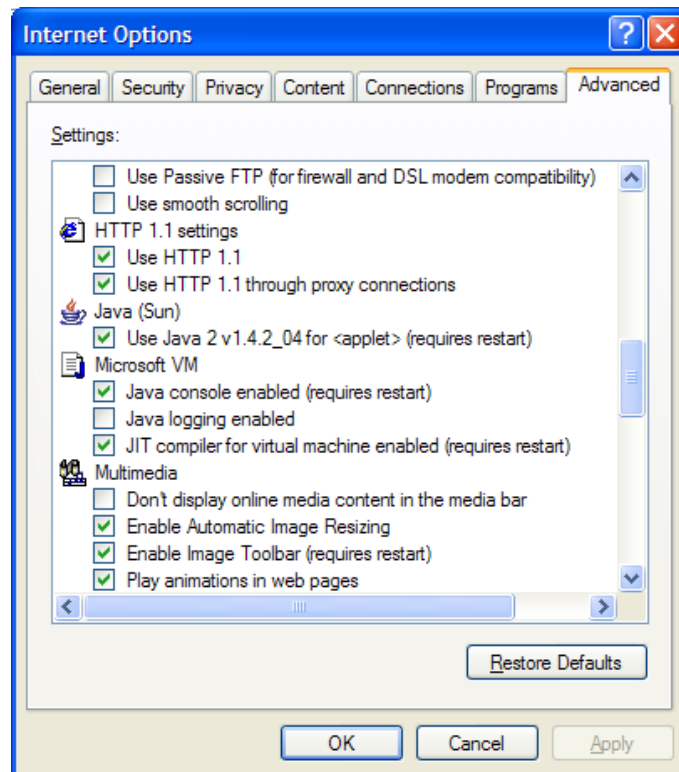 Internet Options
General Security Privacy Content Connections Programs Advanced
Settings:
Use Passive FTP (for firewall and DSL modem compatibility)
Use smooth scrolling
HTTP 1.1 settings
Use HTTP 1.1
Use HTTP 1.1 through proxy connections
Java (Sun)
Use Java 2 v1.4.2_04 for <applet> (requires restart)
Microsoft VM
Java console enabled (requires restart)
Java logging enabled
JIT compiler for virtual machine enabled (requires restart)
Multimedia
Don't display online media content in the media bar
Enable Automatic Image Resizing
Enable Image Toolbar (requires restart)
Play animations in web pages
Restore Defaults
OK Cancel Apply